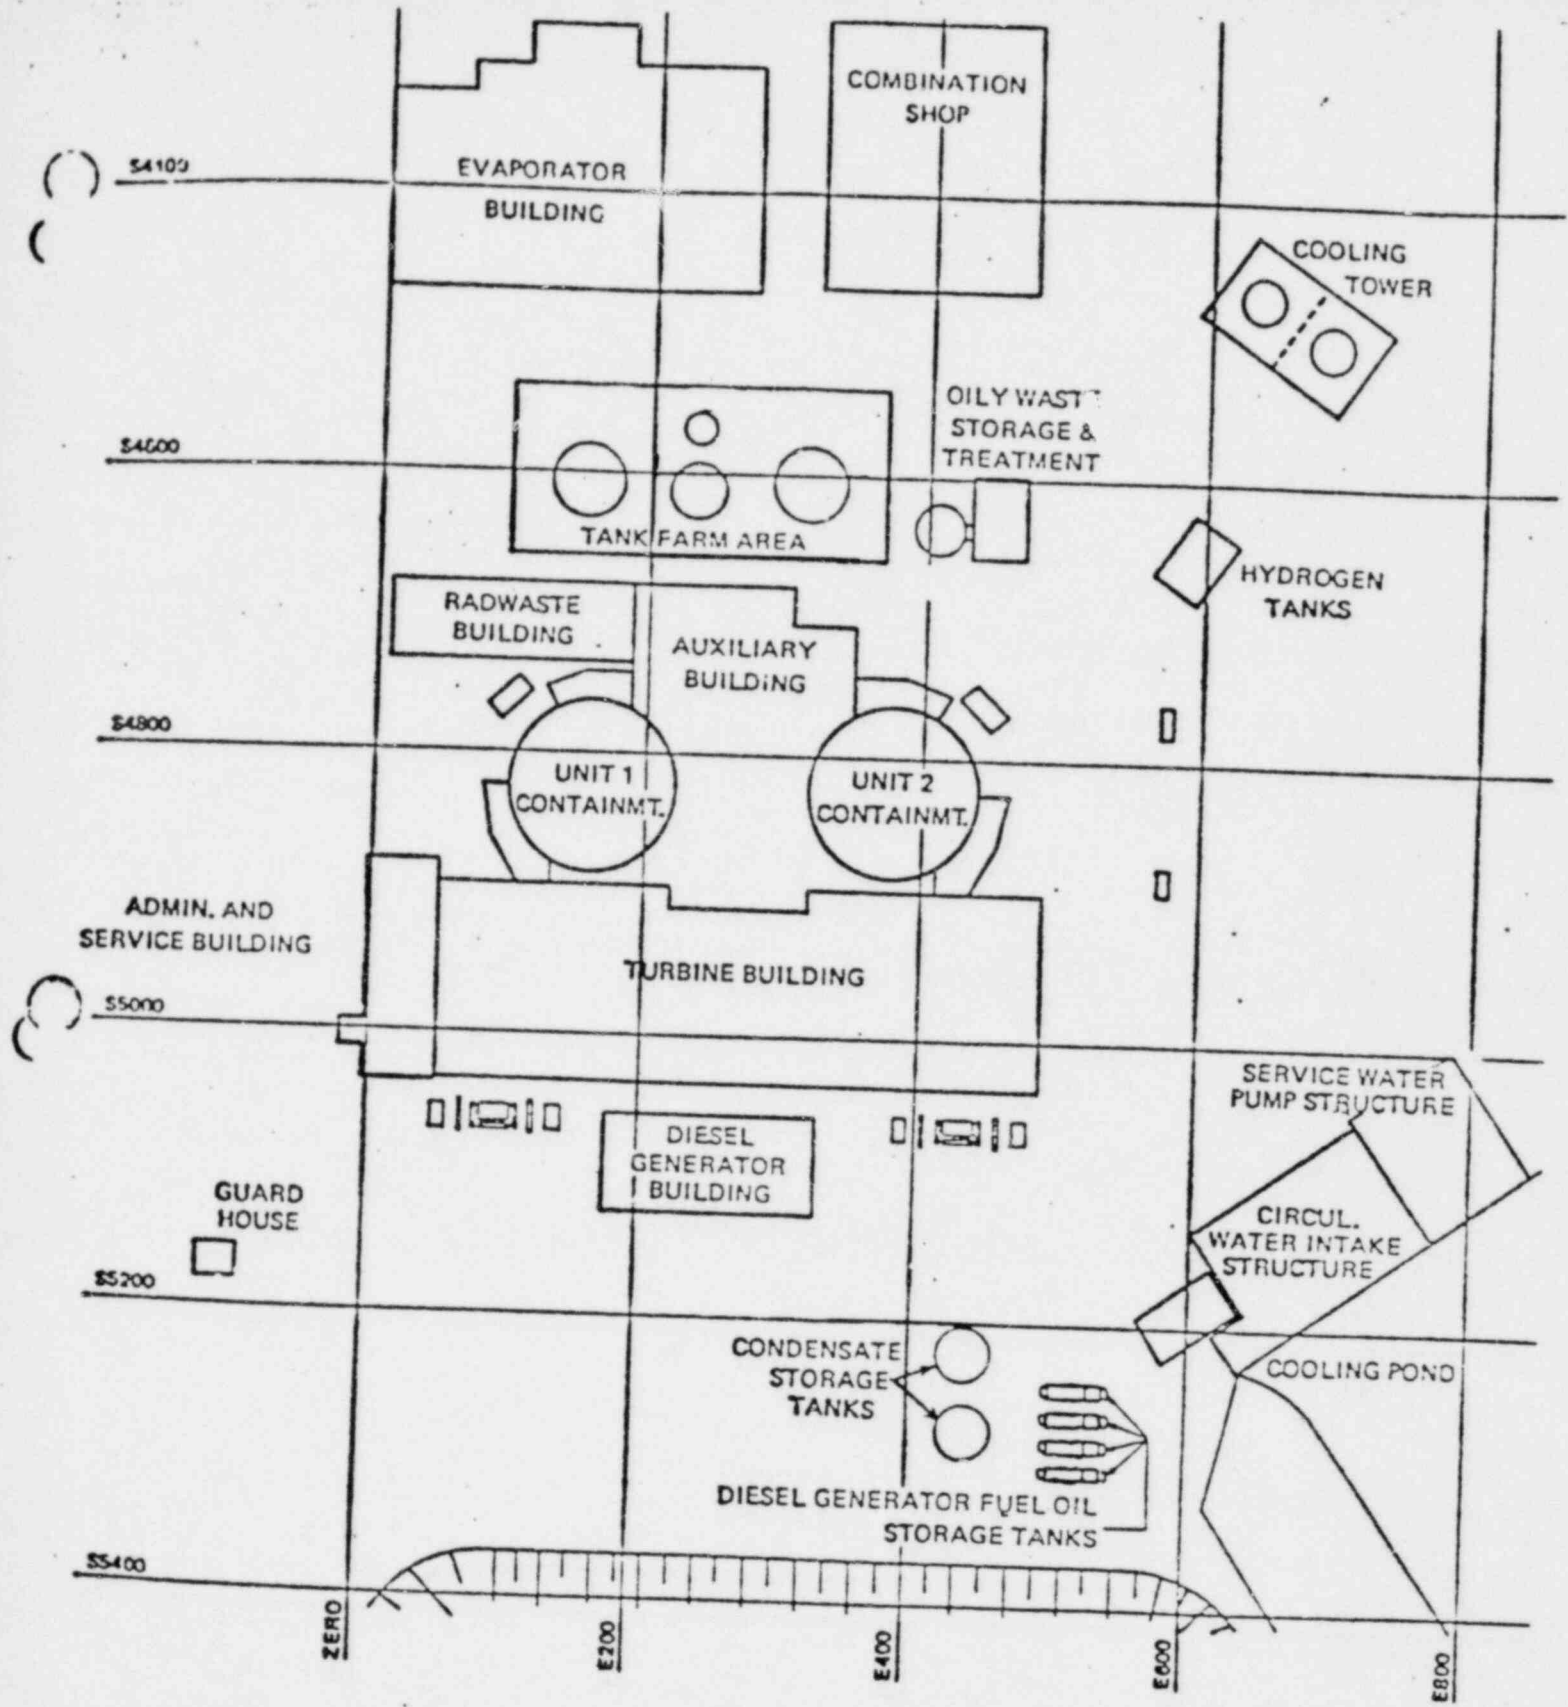 COMBINATION
SHOP
S4100
EVAPORATOR
BUILDING
COOLING
TOWER
OILY WASTE
STORAGE &
TREATMENT
S4600
TANK FARM AREA
HYDROGEN
TANKS
RADWASTE
BUILDING
AUXILIARY
BUILDING
S4800
UNIT 1
CONTAINMT.
UNIT 2
CONTAINMT.
ADMIN. AND
SERVICE BUILDING
TURBINE BUILDING
S5000
SERVICE WATER
PUMP STRUCTURE
DIESEL
GENERATOR
BUILDING
GUARD
HOUSE
CIRCUL.
WATER INTAKE
STRUCTURE
S5200
CONDENSATE
STORAGE
TANKS
COOLING POND
DIESEL GENERATOR FUEL OIL
STORAGE TANKS
S5400
ZERO
E200
E400
E600
E800